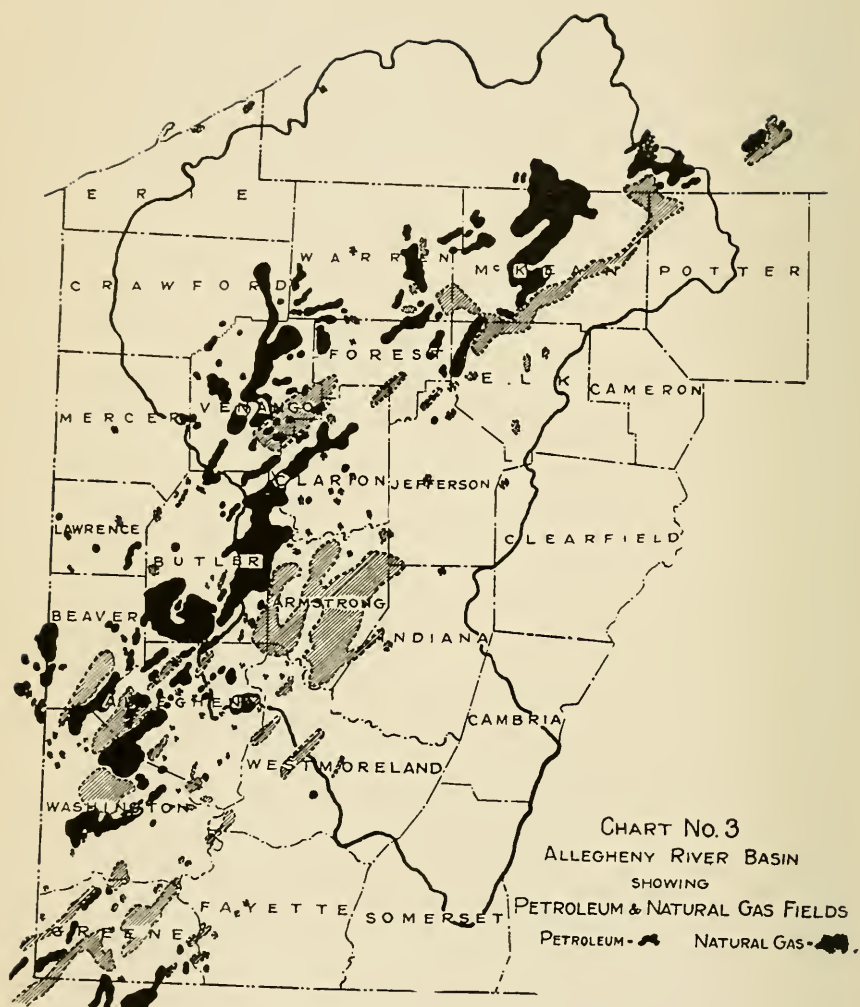 ERIE
WARREN
McKEAN
POTTER
CRAWFORD
FOREST
ELK
CAMERON
MERCER
VENANGO
CLARION
JEFFERSON
LAWRENCE
CLEARFIELD
BUTLER
ARMSTRONG
BEAVER
INDIANA
ALLEGHENY
CAMBRIA
WESTMORELAND
WASHINGTON
FAYETTE
SOMERSET
GREENE
CHART NO. 3
ALLEGHENY RIVER BASIN
SHOWING
PETROLEUM & NATURAL GAS FIELDS
PETROLEUM- NATURAL GAS-